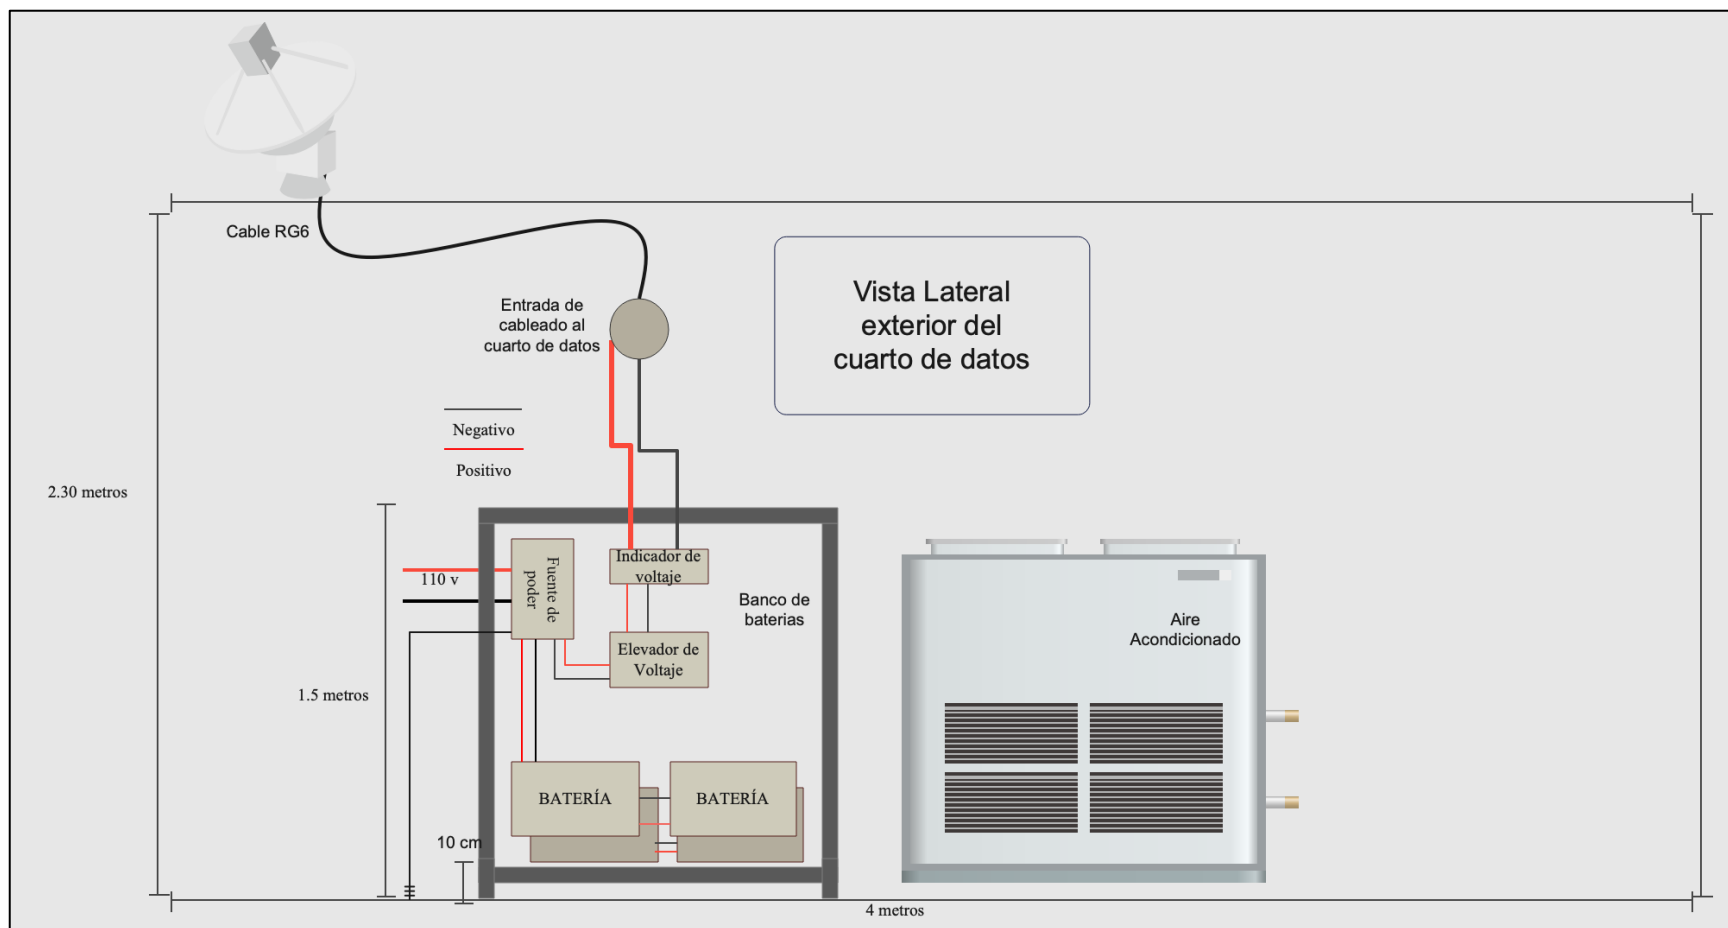 Cable RG6
Entrada de
cableado al
cuarto de datos
Vista Lateral
exterior del
cuarto de datos
Negativo
Positivo
2.30 metros
1.5 metros
110 v
Fuente de
poder
Indicador de
voltaje
Elevador de
Voltaje
Banco de
baterias
Aire
Acondicionado
BATERÍA
BATERÍA
10 cm
4 metros